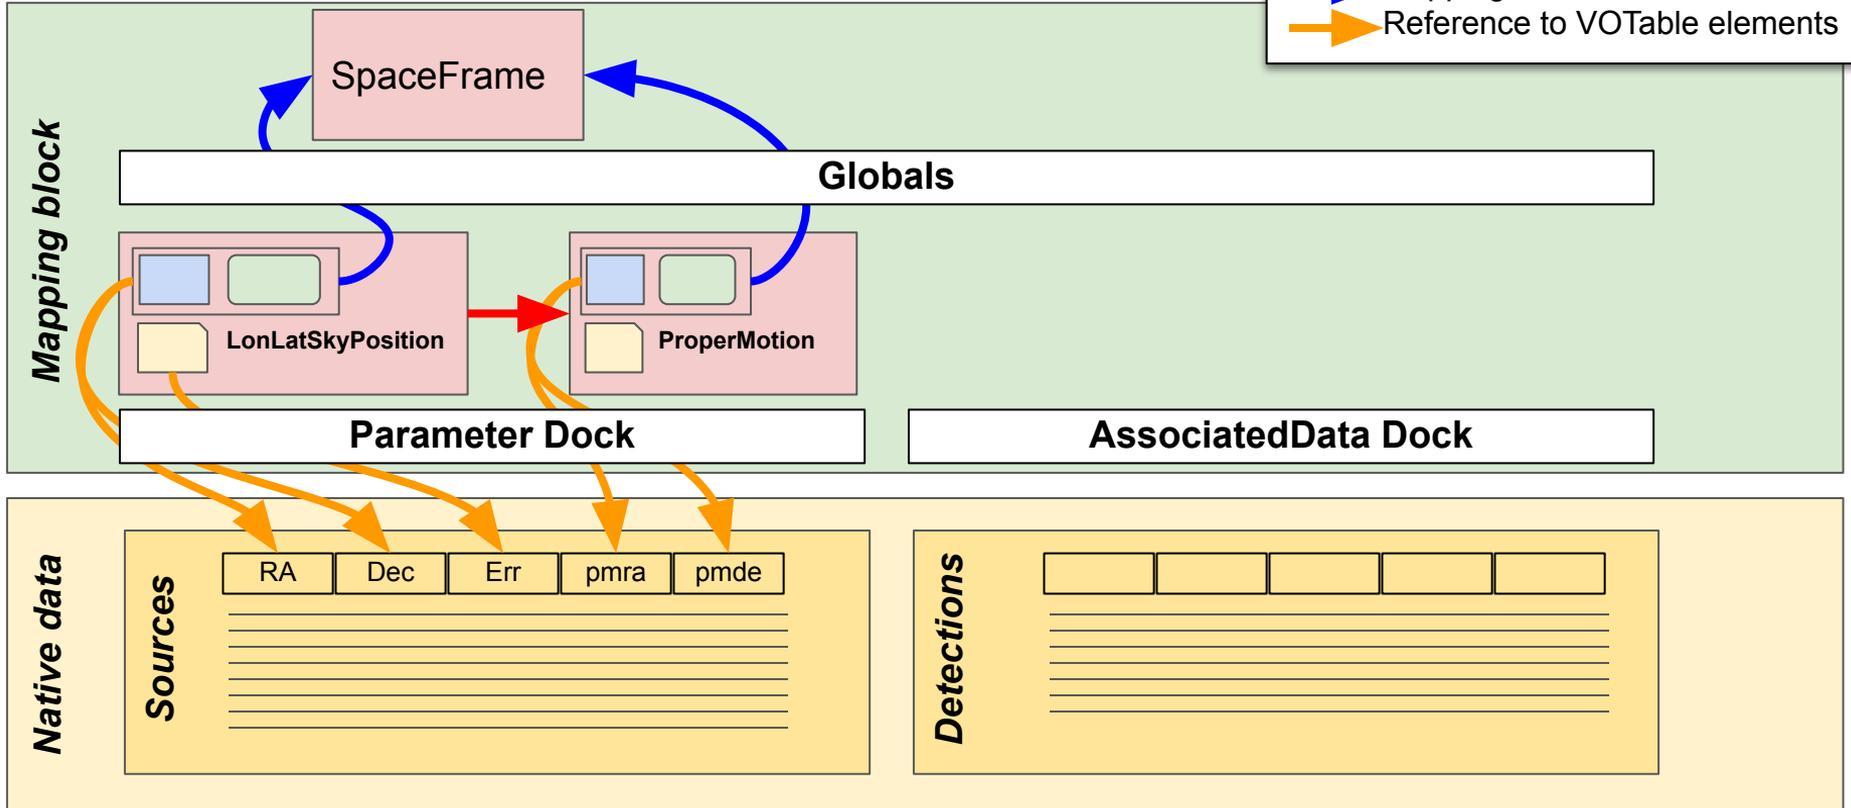 Reference to VOTable elements
SpaceFrame
Mapping block
Globals
LonLatSkyPosition
ProperMotion
Parameter Dock
AssociatedData Dock
Native data
Sources
RA
Dec
Err
pmra
pmde
Detections